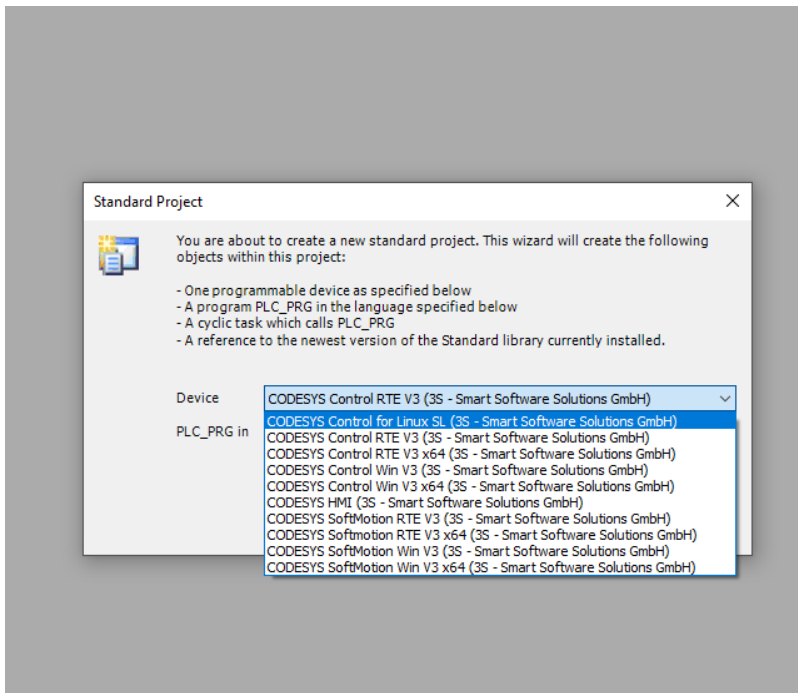 Standard Project
You are about to create a new standard project. This wizard will create the following
objects within this project:
- One programmable device as specified below
- A program PLC_PRG in the language specified below
- A cyclic task which calls PLC_PRG
- A reference to the newest version of the Standard library currently installed.
Device
CODESYS Control RTE V3 (3S - Smart Software Solutions GmbH)
PLC_PRG in
CODESYS Control for Linux SL (3S - Smart Software Solutions GmbH)
CODESYS Control RTE V3 (3S - Smart Software Solutions GmbH)
CODESYS Control RTE V3 x64 (3S - Smart Software Solutions GmbH)
CODESYS Control Win V3 (3S - Smart Software Solutions GmbH)
CODESYS Control Win V3 x64 (3S - Smart Software Solutions GmbH)
CODESYS HMI (3S - Smart Software Solutions GmbH)
CODESYS SoftMotion RTE V3 (3S - Smart Software Solutions GmbH)
CODESYS Softmotion RTE V3 x64 (3S - Smart Software Solutions GmbH)
CODESYS SoftMotion Win V3 (3S - Smart Software Solutions GmbH)
CODESYS SoftMotion Win V3 x64 (3S - Smart Software Solutions GmbH)